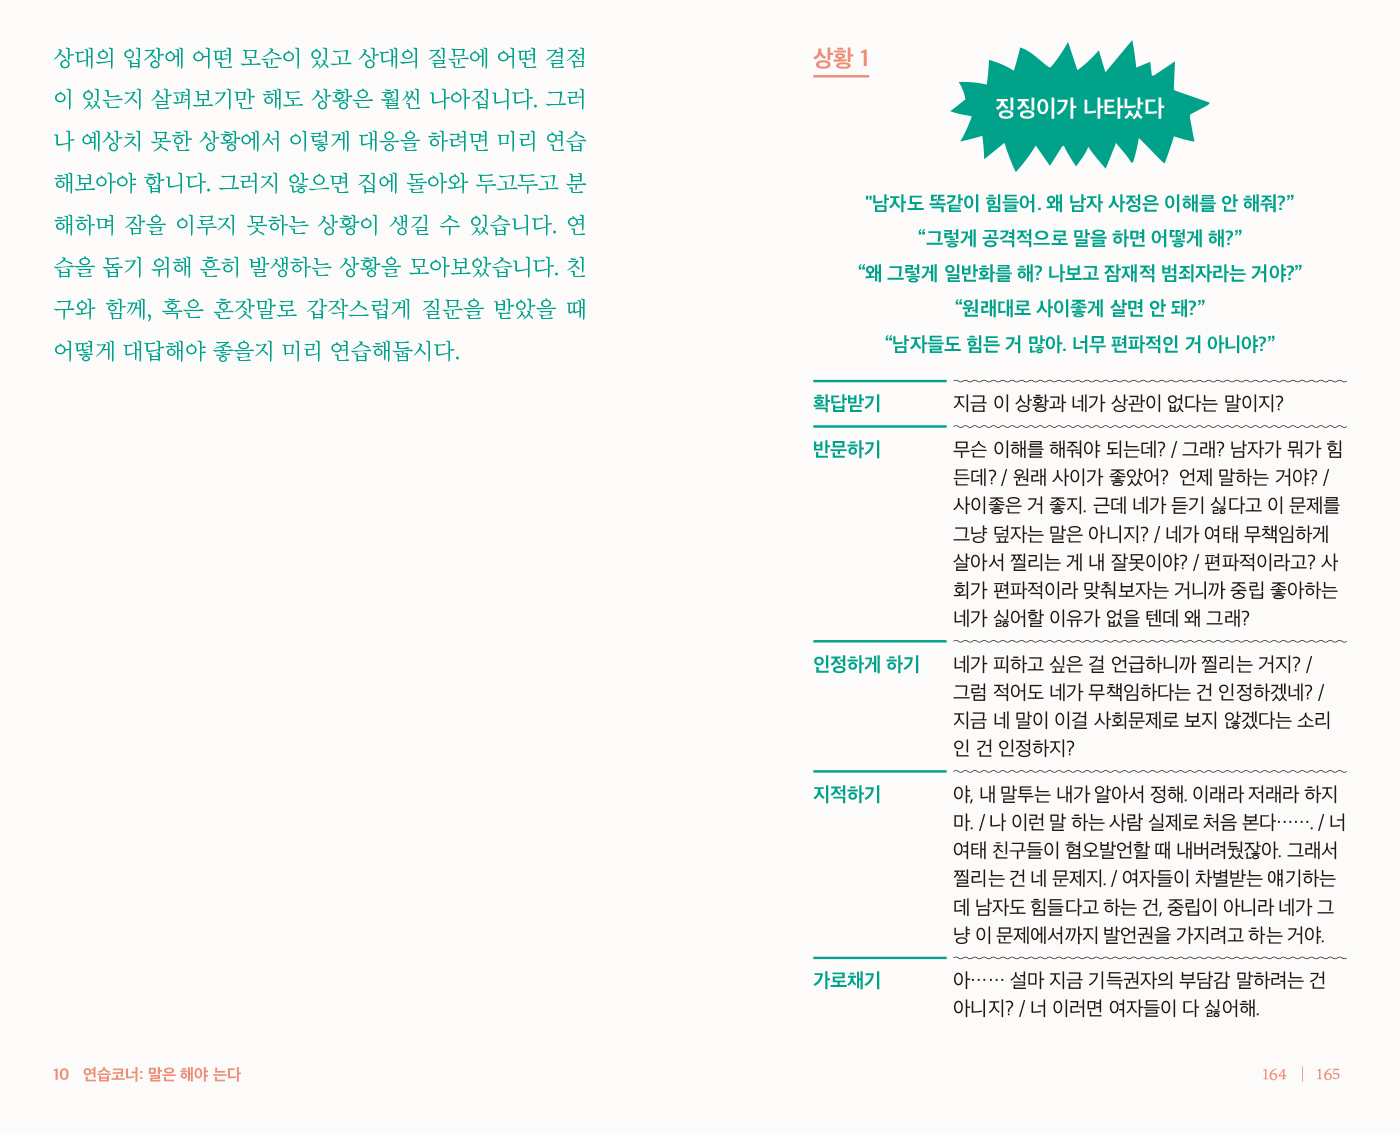 상대의 입장에 어떤 모순이 있고 상대의 질문에 어떤 결점
이 있는지 살펴보기만 해도 상황은 훨씬 나아집니다. 그러
나 예상치 못한 상황에서 이렇게 대응을 하려면 미리 연습
해보아야 합니다. 그러지 않으면 집에 돌아와 두고두고 분
해하며 잠을 이루지 못하는 상황이 생길 수 있습니다. 연
습을 돕기 위해 흔히 발생하는 상황을 모아보았습니다. 친
구와 함께, 혹은 혼잣말로 갑작스럽게 질문을 받았을 때
어떻게 대답해야 좋을지 미리 연습해둡시다.
상황 1
징징이가 나타났다
"남자도 똑같이 힘들어. 왜 남자 사정은 이해를 안 해줘?”
“그렇게 공격적으로 말을 하면 어떻게 해?”
“왜 그렇게 일반화를 해? 나보고 잠재적 범죄자라는 거야?”
“원래대로 사이좋게 살면 안 돼?”
“남자들도 힘든 거 많아. 너무 편파적인 거 아니야?”
확답받기 지금 이 상황과 네가 상관이 없다는 말이지?
반문하기 무슨 이해를 해줘야 되는데? / 그래? 남자가 뭐가 힘
든데? / 원래 사이가 좋았어? 언제 말하는 거야? /
사이좋은 거 좋지. 근데 네가 듣기 싫다고 이 문제를
그냥 덮자는 말은 아니지? / 네가 여태 무책임하게
살아서 찔리는 게 내 잘못이야? / 편파적이라고? 사
회가 편파적이라 맞춰보자는 거니까 중립 좋아하는
네가 싫어할 이유가 없을 텐데 왜 그래?
인정하게 하기 네가 피하고 싶은 걸 언급하니까 찔리는 거지? /
그럼 적어도 네가 무책임하다는 건 인정하겠네? /
지금 네 말이 이걸 사회문제로 보지 않겠다는 소리
인 건 인정하지?
지적하기 야, 내 말투는 내가 알아서 정해. 이래라 저래라 하지
마. / 나 이런 말 하는 사람 실제로 처음 본다……. / 너
여태 친구들이 혐오발언할 때 내버려뒀잖아. 그래서
찔리는 건 네 문제지. / 여자들이 차별받는 얘기하는
데 남자도 힘들다고 하는 건, 중립이 아니라 네가 그
냥 이 문제에서까지 발언권을 가지려고 하는 거야.
가로채기 아…… 설마 지금 기득권자의 부담감 말하려는 건
아니지? / 너 이러면 여자들이 다 싫어해.
10 연습코너: 말은 해야 는다
164 | 165